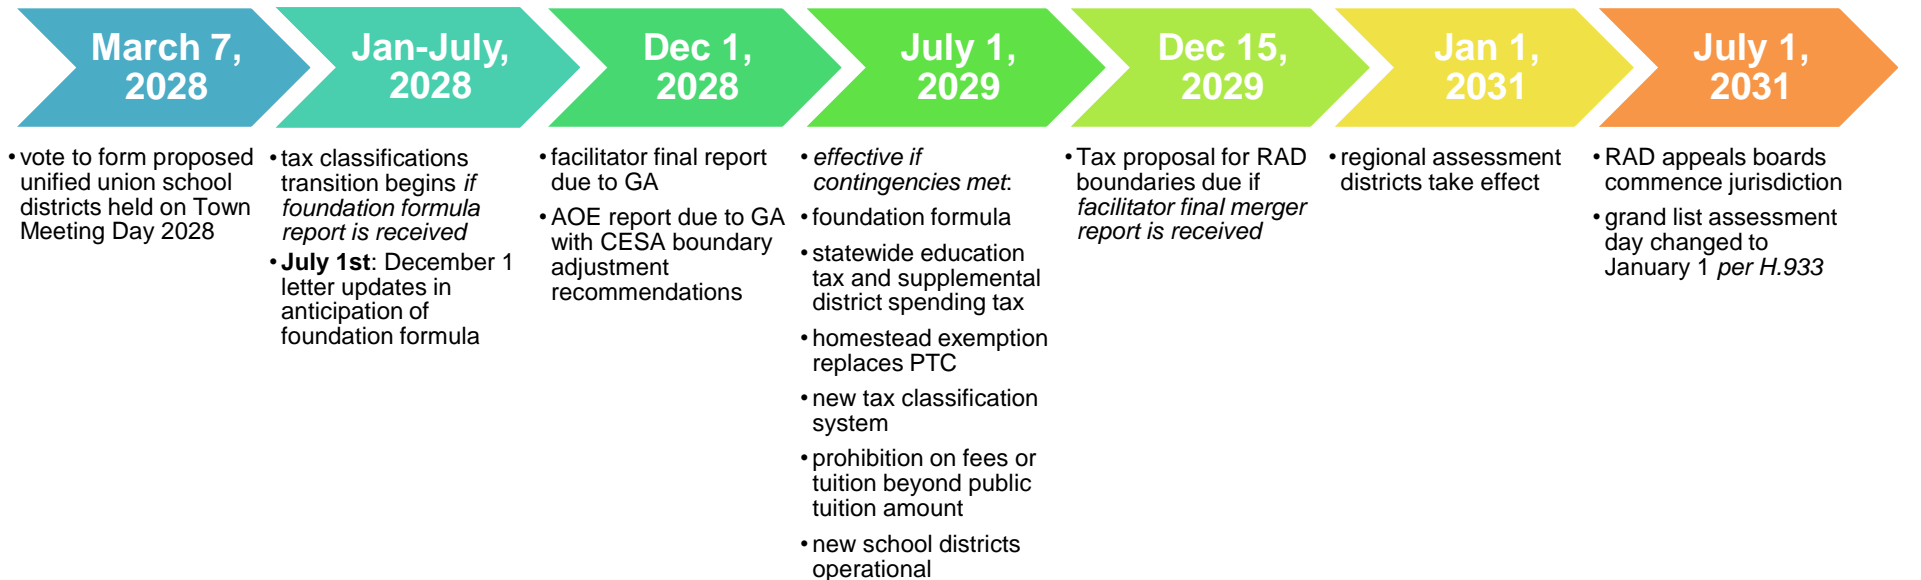 March 7,
2028
• vote to form proposed
unified union school
districts held on Town
Meeting Day 2028
Jan-July,
2028
• tax classifications
transition begins if
foundation formula
report is received
• July 1st: December 1
letter updates in
anticipation of
foundation formula
Dec 1,
2028
• facilitator final report
due to GA
• AOE report due to GA
with CESA boundary
adjustment
recommendations
July 1,
2029
• effective if
contingencies met:
• foundation formula
• statewide education
tax and supplemental
district spending tax
• homestead exemption
replaces PTC
• new tax classification
system
• prohibition on fees or
tuition beyond public
tuition amount
• new school districts
operational
Dec 15,
2029
• Tax proposal for RAD
boundaries due if
facilitator final merger
report is received
Jan 1,
2031
• regional assessment
districts take effect
July 1,
2031
• RAD appeals boards
commence jurisdiction
• grand list assessment
day changed to
January 1 per H.933